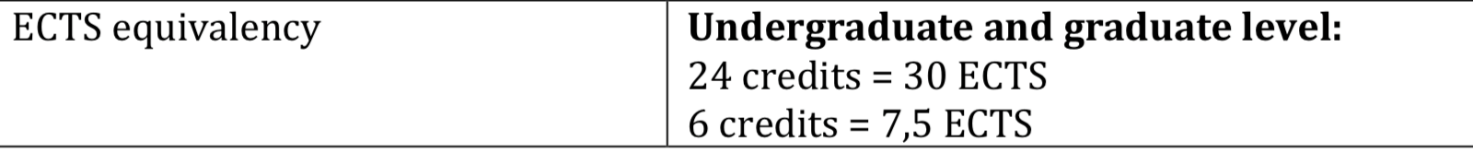 ECTS equivalency
Undergraduate and graduate level:
24 credits = 30 ECTS
6 credits = 7,5 ECTS